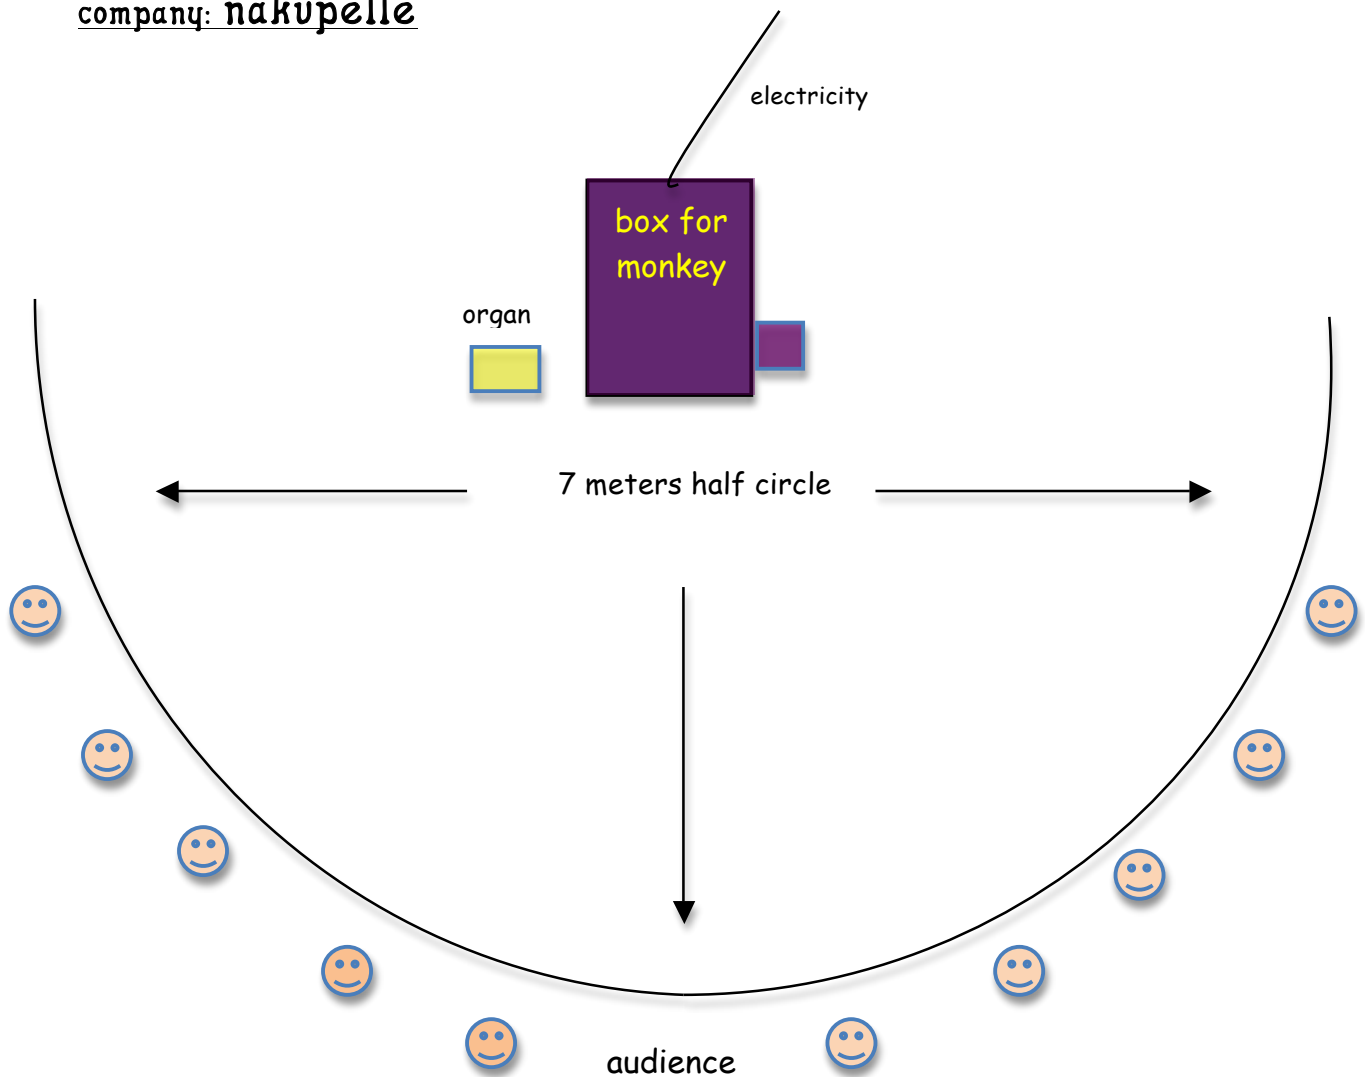 company: nakupelle
electricity
box for
monkey
organ
7 meters half circle
audience